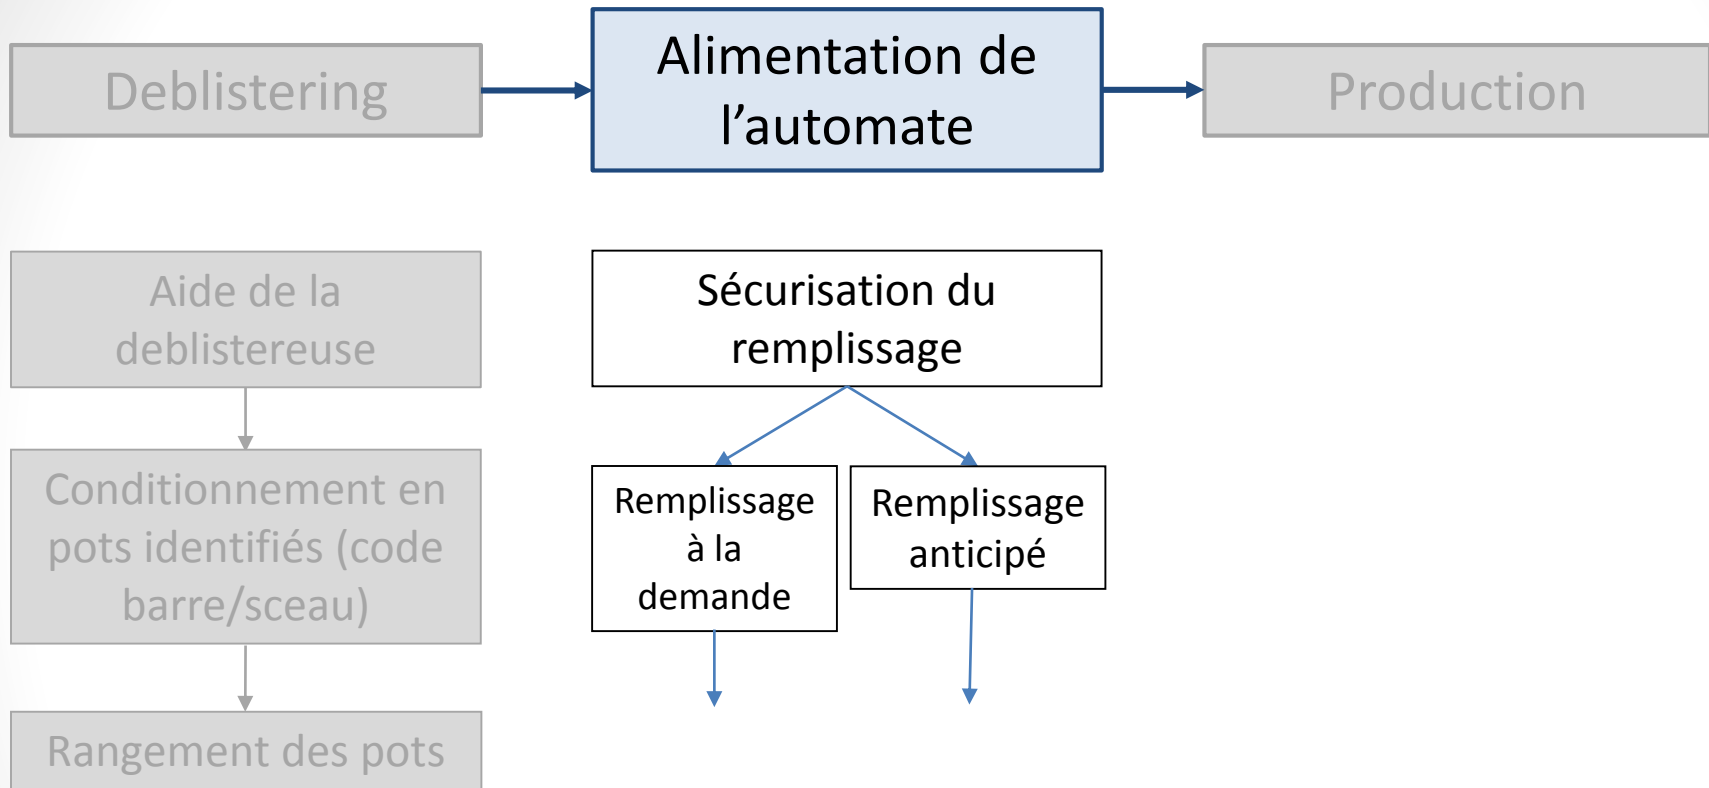 Deblistering
Alimentation de
l’automate
Production
Aide de la
deblistereuse
Conditionnement en
pots identifiés (code
barre/sceau)
Rangement des pots
Sécurisation du
remplissage
Remplissage
à la
demande
Remplissage
anticipé